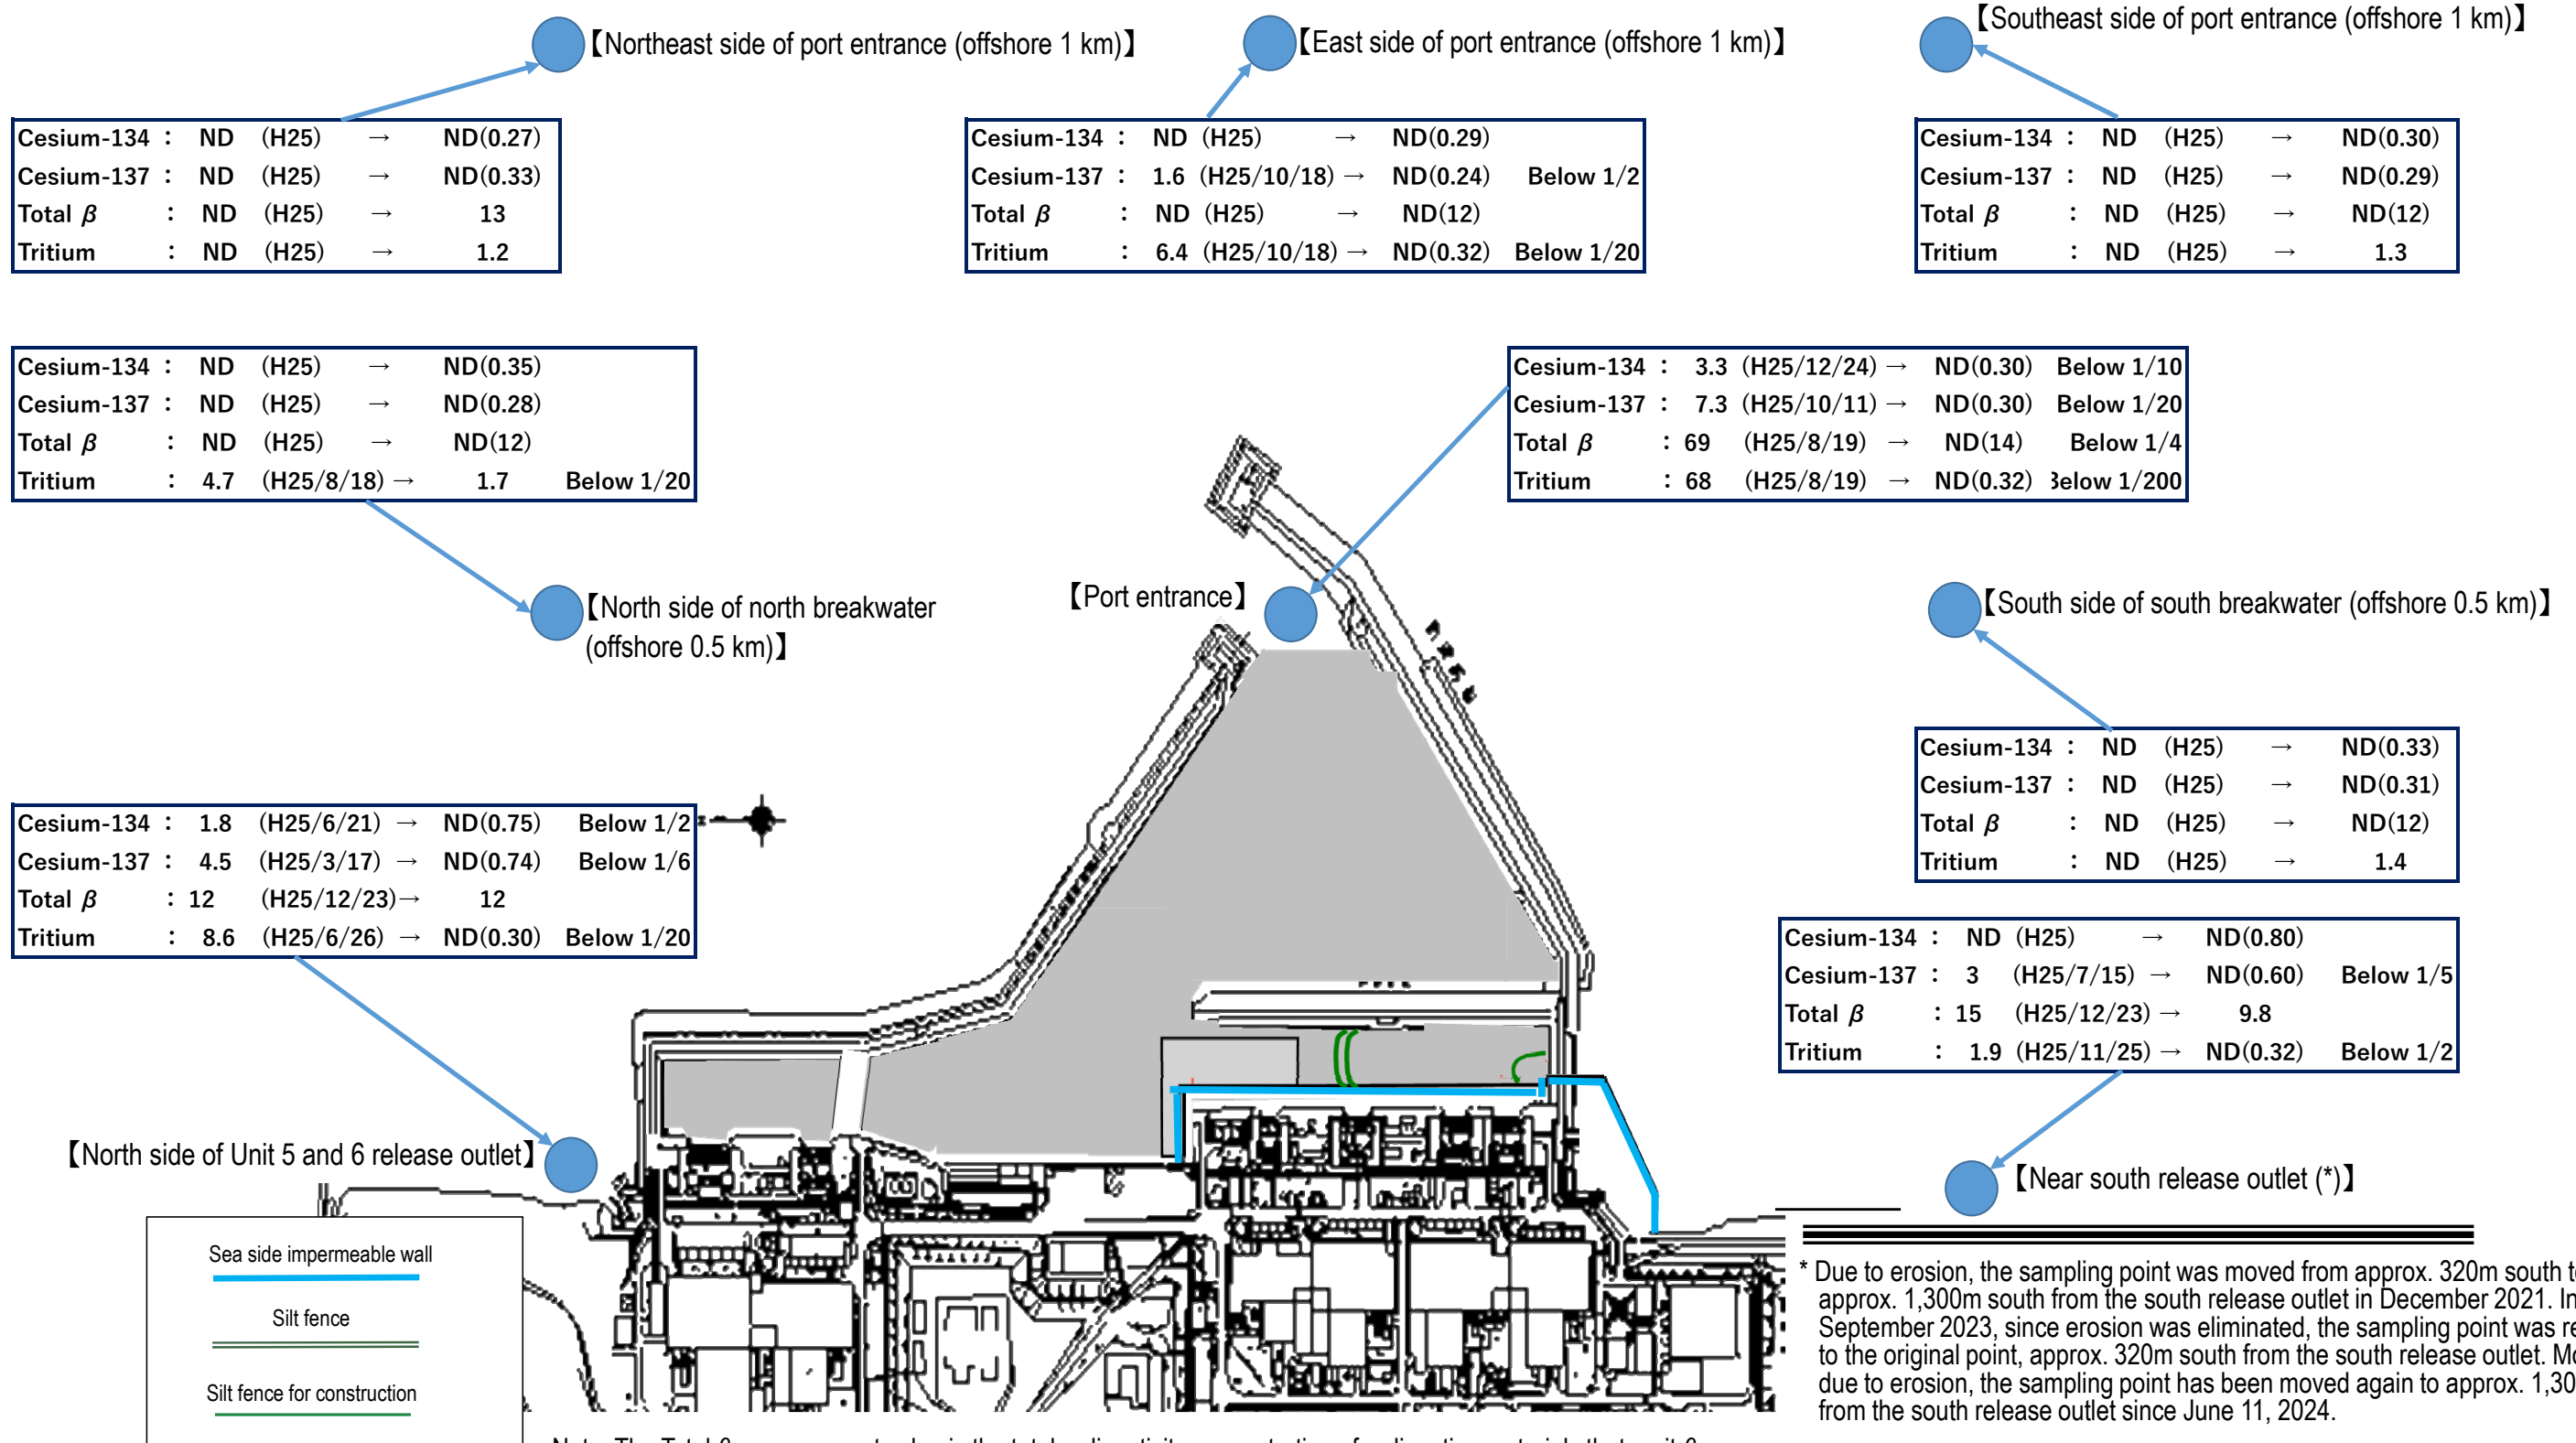 【Northeast side of port entrance (offshore 1 km)】
Cesium-134 : ND (H25) → ND(0.27)
Cesium-137 : ND (H25) → ND(0.33)
Total β : ND (H25) → 13
Tritium : ND (H25) → 1.2
【East side of port entrance (offshore 1 km)】
Cesium-134 : ND (H25) → ND(0.29)
Cesium-137 : 1.6 (H25/10/18) → ND(0.24) Below 1/2
Total β : ND (H25) → ND(12)
Tritium : 6.4 (H25/10/18) → ND(0.32) Below 1/20
【Southeast side of port entrance (offshore 1 km)】
Cesium-134 : ND (H25) → ND(0.30)
Cesium-137 : ND (H25) → ND(0.29)
Total β : ND (H25) → ND(12)
Tritium : ND (H25) → 1.3
Cesium-134 : ND (H25) → ND(0.35)
Cesium-137 : ND (H25) → ND(0.28)
Total β : ND (H25) → ND(12)
Tritium : 4.7 (H25/8/18) → 1.7 Below 1/20
【North side of north breakwater
(offshore 0.5 km)】
Cesium-134 : 3.3 (H25/12/24) → ND(0.30) Below 1/10
Cesium-137 : 7.3 (H25/10/11) → ND(0.30) Below 1/20
Total β : 69 (H25/8/19) → ND(14) Below 1/4
Tritium : 68 (H25/8/19) → ND(0.32) Below 1/200
【Port entrance】
【South side of south breakwater (offshore 0.5 km)】
Cesium-134 : ND (H25) → ND(0.33)
Cesium-137 : ND (H25) → ND(0.31)
Total β : ND (H25) → ND(12)
Tritium : ND (H25) → 1.4
Cesium-134 : 1.8 (H25/6/21) → ND(0.75) Below 1/2
Cesium-137 : 4.5 (H25/3/17) → ND(0.74) Below 1/6
Total β : 12 (H25/12/23)→ 12
Tritium : 8.6 (H25/6/26) → ND(0.30) Below 1/20
【North side of Unit 5 and 6 release outlet】
Cesium-134 : ND (H25) → ND(0.80)
Cesium-137 : 3 (H25/7/15) → ND(0.60) Below 1/5
Total β : 15 (H25/12/23) → 9.8
Tritium : 1.9 (H25/11/25) → ND(0.32) Below 1/2
【Near south release outlet (*)】
Sea side impermeable wall
Silt fence
Silt fence for construction
* Due to erosion, the sampling point was moved from approx. 320m south
approx. 1,300m south from the south release outlet in December 2021. In
September 2023, since erosion was eliminated, the sampling point was
to the original point, approx. 320m south from the south release outlet.
due to erosion, the sampling point has been moved again to approx.
from the south release outlet since June 11, 2024.